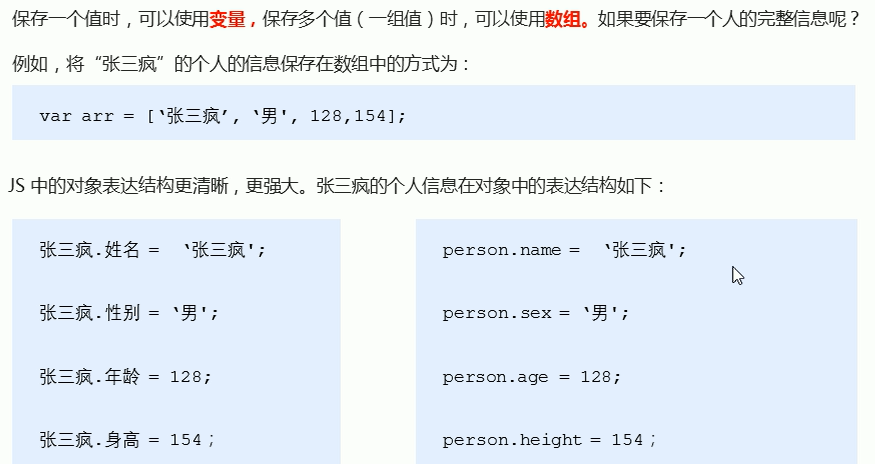 保存一个值时，可以使用变量，保存多个值（一组值）时，可以使用数组。如果要保存一个人的完整信息呢？
例如，将“张三疯”的个人的信息保存在数组中的方式为：
var arr = [‘张三疯’, ‘男', 128,154];
JS 中的对象表达结构更清晰，更强大。张三疯的个人信息在对象中的表达结构如下：
张三疯.姓名 = ‘张三疯';
张三疯.性别 = ‘男';
张三疯.年龄 = 128;
张三疯.身高 = 154；
person.name = ‘张三疯';
person.sex = ‘男';
person.age = 128;
person.height = 154；